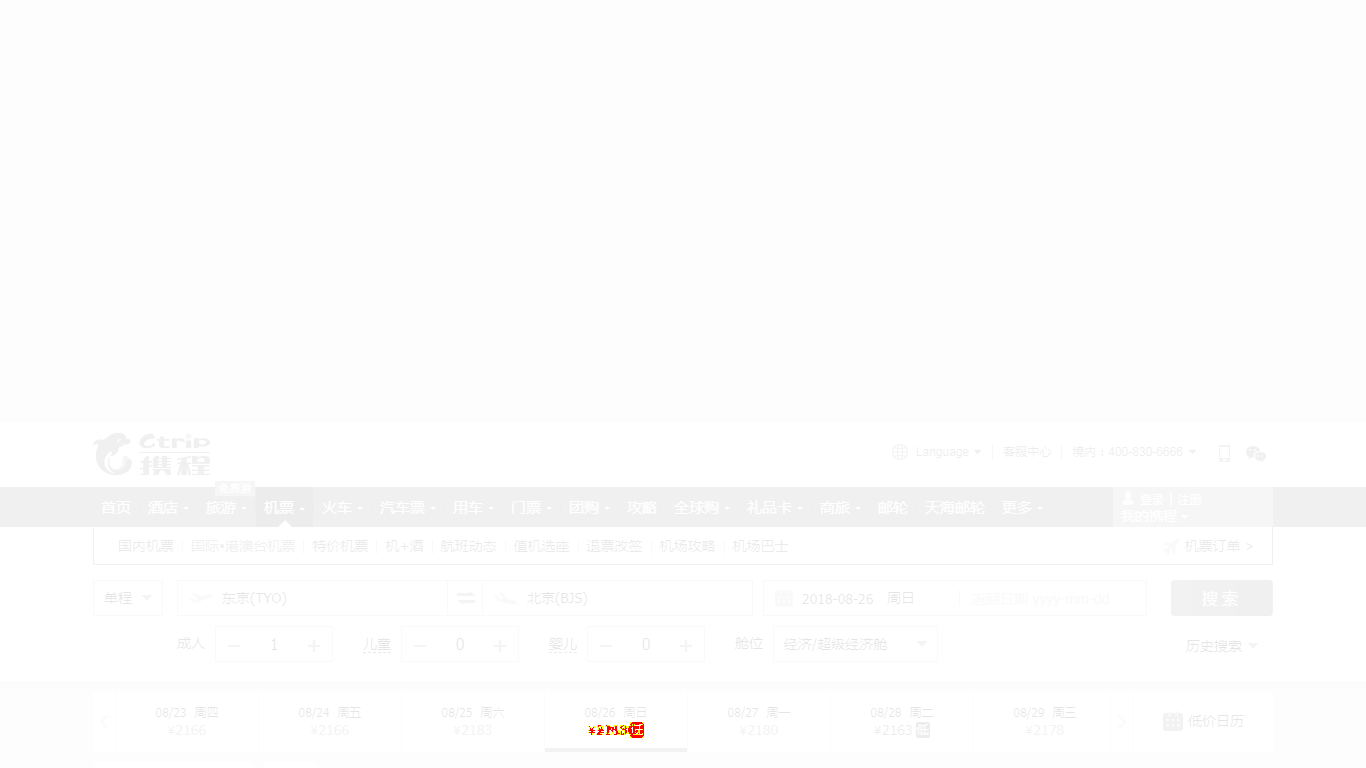 Ctrip
携程
Language
客服中心
境内：400-830-6666
首页 酒店 旅游 机票 火车 汽车票 用车 门票 团购 攻略 全球购 礼品卡 商旅 邮轮 天海邮轮 更多
登录 | 注册
我的携程
国内机票 国际•港澳台机票 特价机票 机+酒 航班动态 值机选座 退票改签 机场攻略 机场巴士 机票订单 >
单程 东京(TYO) 北京(BJS) 2018-08-26 周日 yyyy-mm-dd 搜索
成人 1 儿童 0 婴儿 0 舱位 经济/超级经济舱 历史搜索
08/23 周四 08/24 周五 08/25 周六 08/26 周日 08/27 周一 08/28 周二 08/29 周三
¥2166 ¥2166 ¥2183 低 ¥2180 ¥2163 低 ¥2178 低价日历